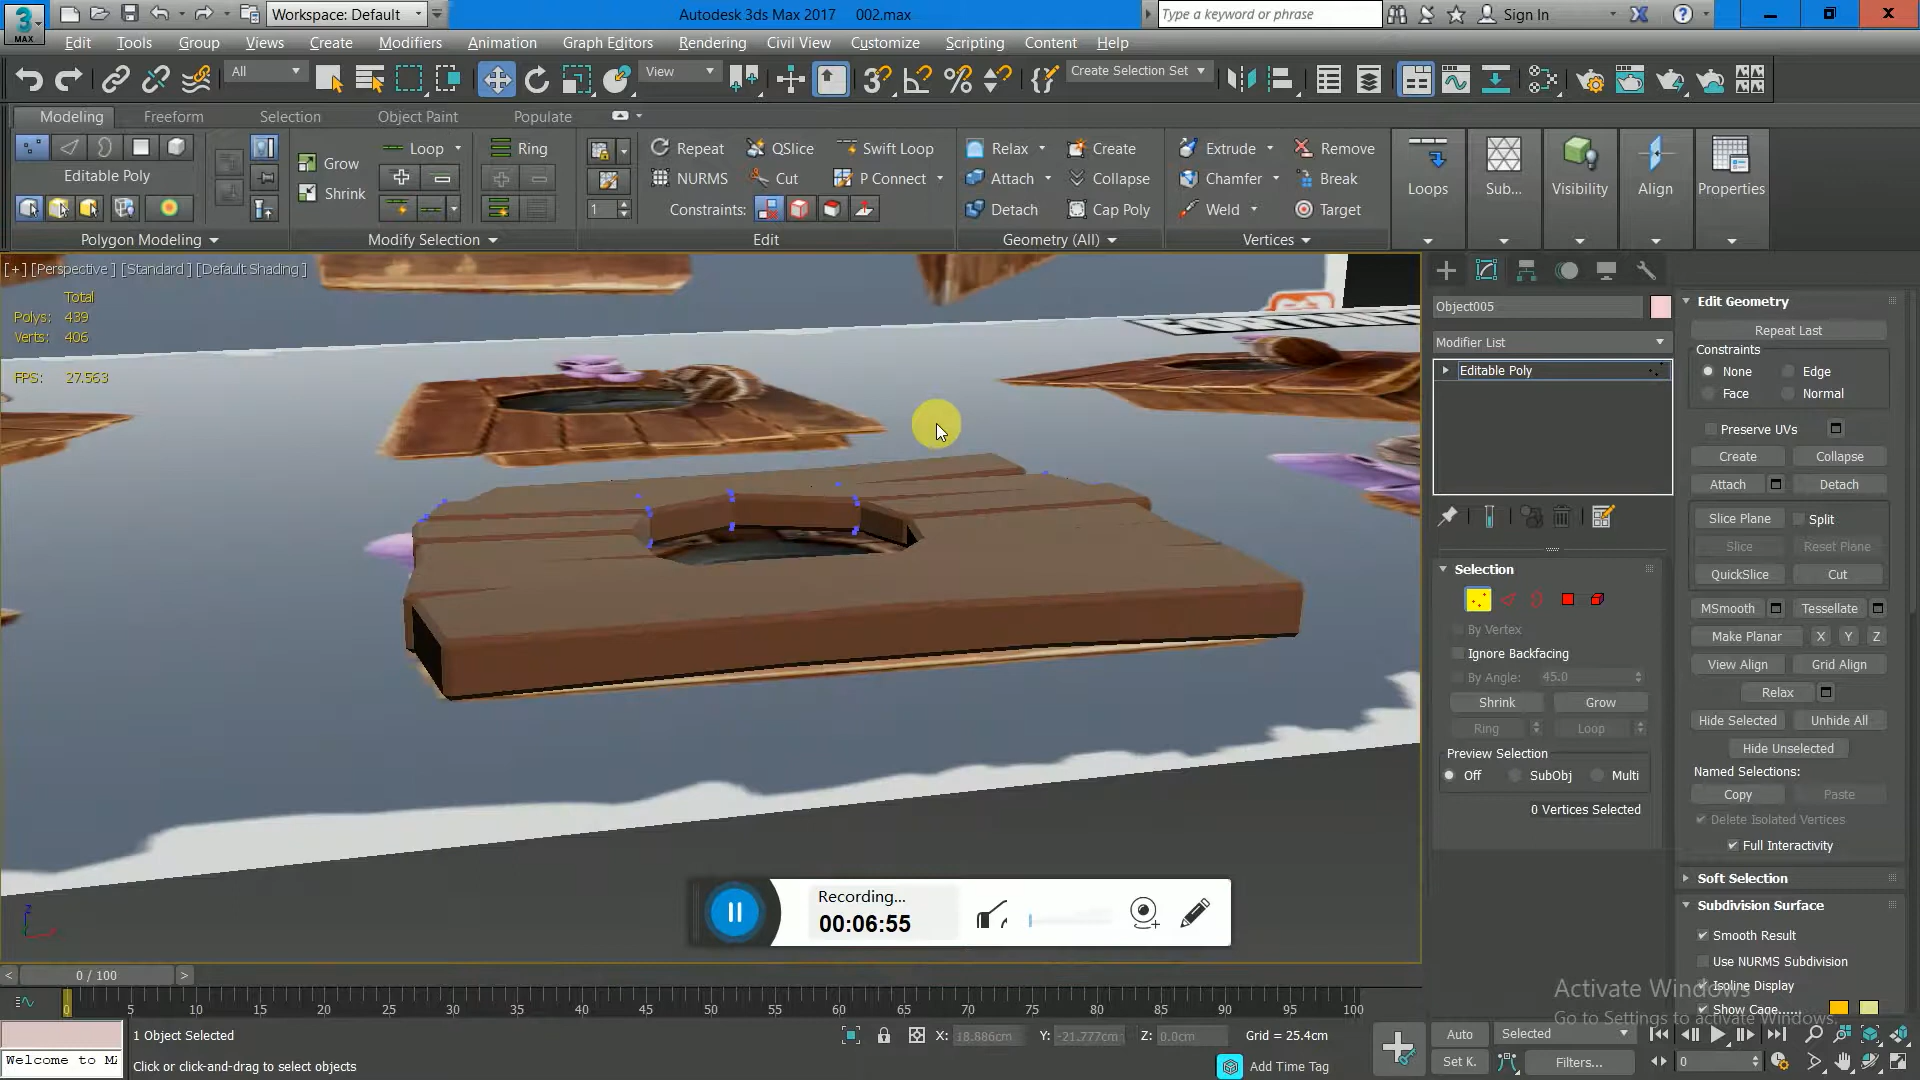 3 MAX
Workspace: Default
Autodesk 3ds Max 2017 002.max
Type a keyword or phrase
Sign In
Edit Tools Group Views Create Modifiers Animation Graph Editors Rendering Civil View Customize Scripting Content Help
All
View
Create Selection Set
Modeling Freeform Selection Object Paint Populate
Grow
Loop
Ring
Repeat QSlice Swift Loop
Relax Create
Extrude Remove
Editable Poly
Shrink
NURMS Cut P Connect
Attach Collapse
Chamfer Break
Loops Sub... Visibility Align Properties
1
Constraints:
Detach Cap Poly
Weld Target
Polygon Modeling Modify Selection Edit Geometry (All) Vertices
[+] [Perspective ] [Standard ] [Default Shading ]
Total
Polys: 439
Verts: 406
FPS: 27.563
Object005
Modifier List
Editable Poly
Selection
By Vertex
Ignore Backfacing
By Angle: 45.0
Shrink Grow
Ring Loop
Preview Selection
Off SubObj Multi
0 Vertices Selected
Edit Geometry
Repeat Last
Constraints
None Edge
Face Normal
Preserve UVs
Create Collapse
Attach Detach
Slice Plane Split
Slice Reset Plane
QuickSlice Cut
MSmooth Tessellate
Make Planar X Y Z
View Align Grid Align
Relax
Hide Selected Unhide All
Hide Unselected
Named Selections:
Copy Paste
Delete Isolated Vertices
Full Interactivity
Soft Selection
Subdivision Surface
Smooth Result
Use NURMS Subdivision
Isoline Display
Show Cage......
Recording...
00:06:55
Activate Windows
Go to Settings to activate Windows.
< 0 / 100 >
0 5 10 15 20 25 30 35 40 45 50 55 60 65 70 75 80 85 90 95 100
1 Object Selected
X: 18.886cm Y: -21.777cm Z: 0.0cm Grid = 25.4cm
Auto Selected
Welcome to MA
Click or click-and-drag to select objects
Add Time Tag
Set K. Filters...
0